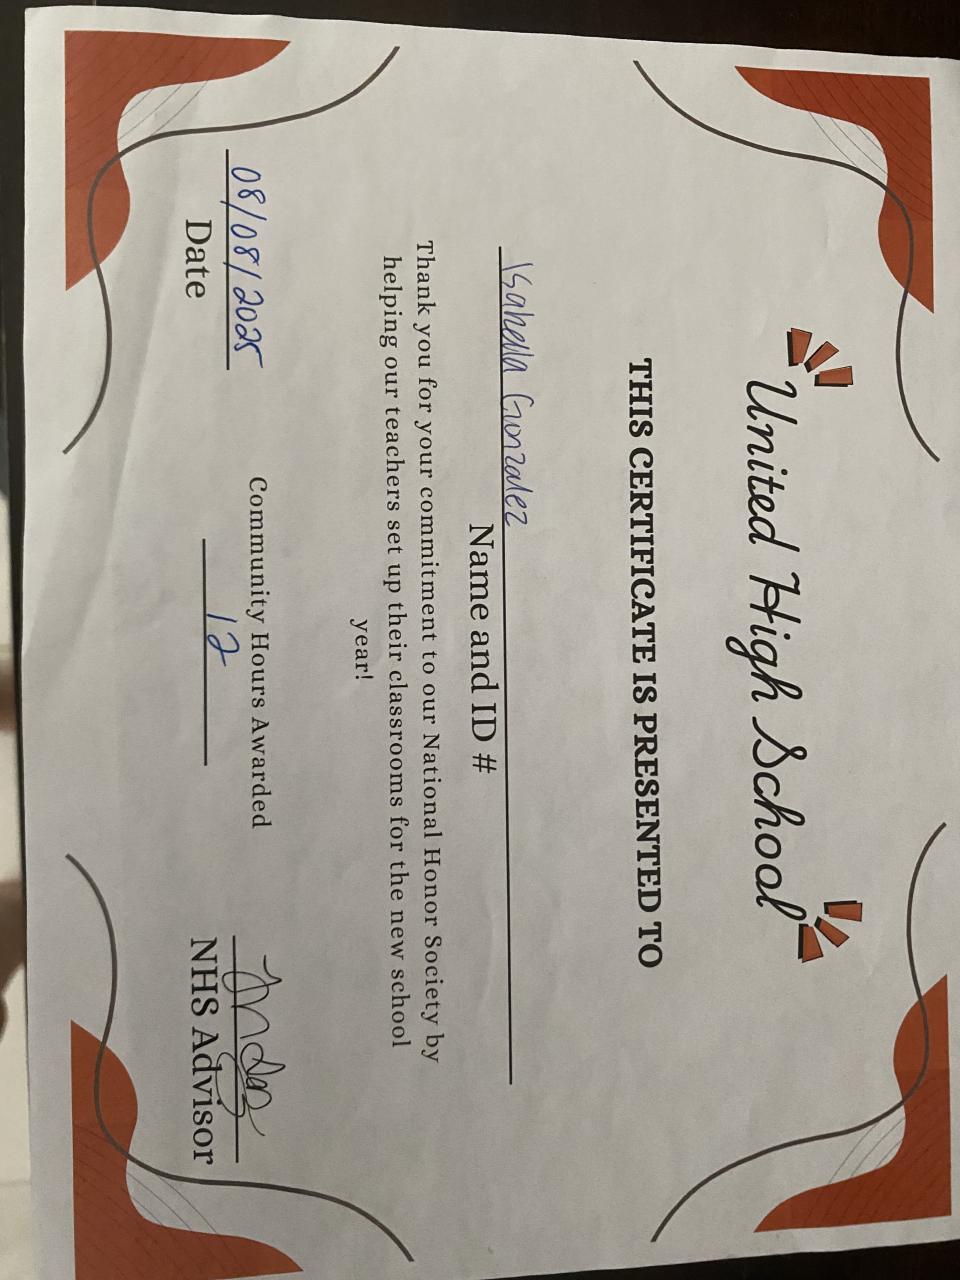 United High School
THIS CERTIFICATE IS PRESENTED TO
Isabella Gonzalez
Name and ID #
Thank you for your commitment to our National Honor Society by
helping our teachers set up their classrooms for the new school
year!
08/08/2025
Date
Community Hours Awarded
12
NHS Advisor